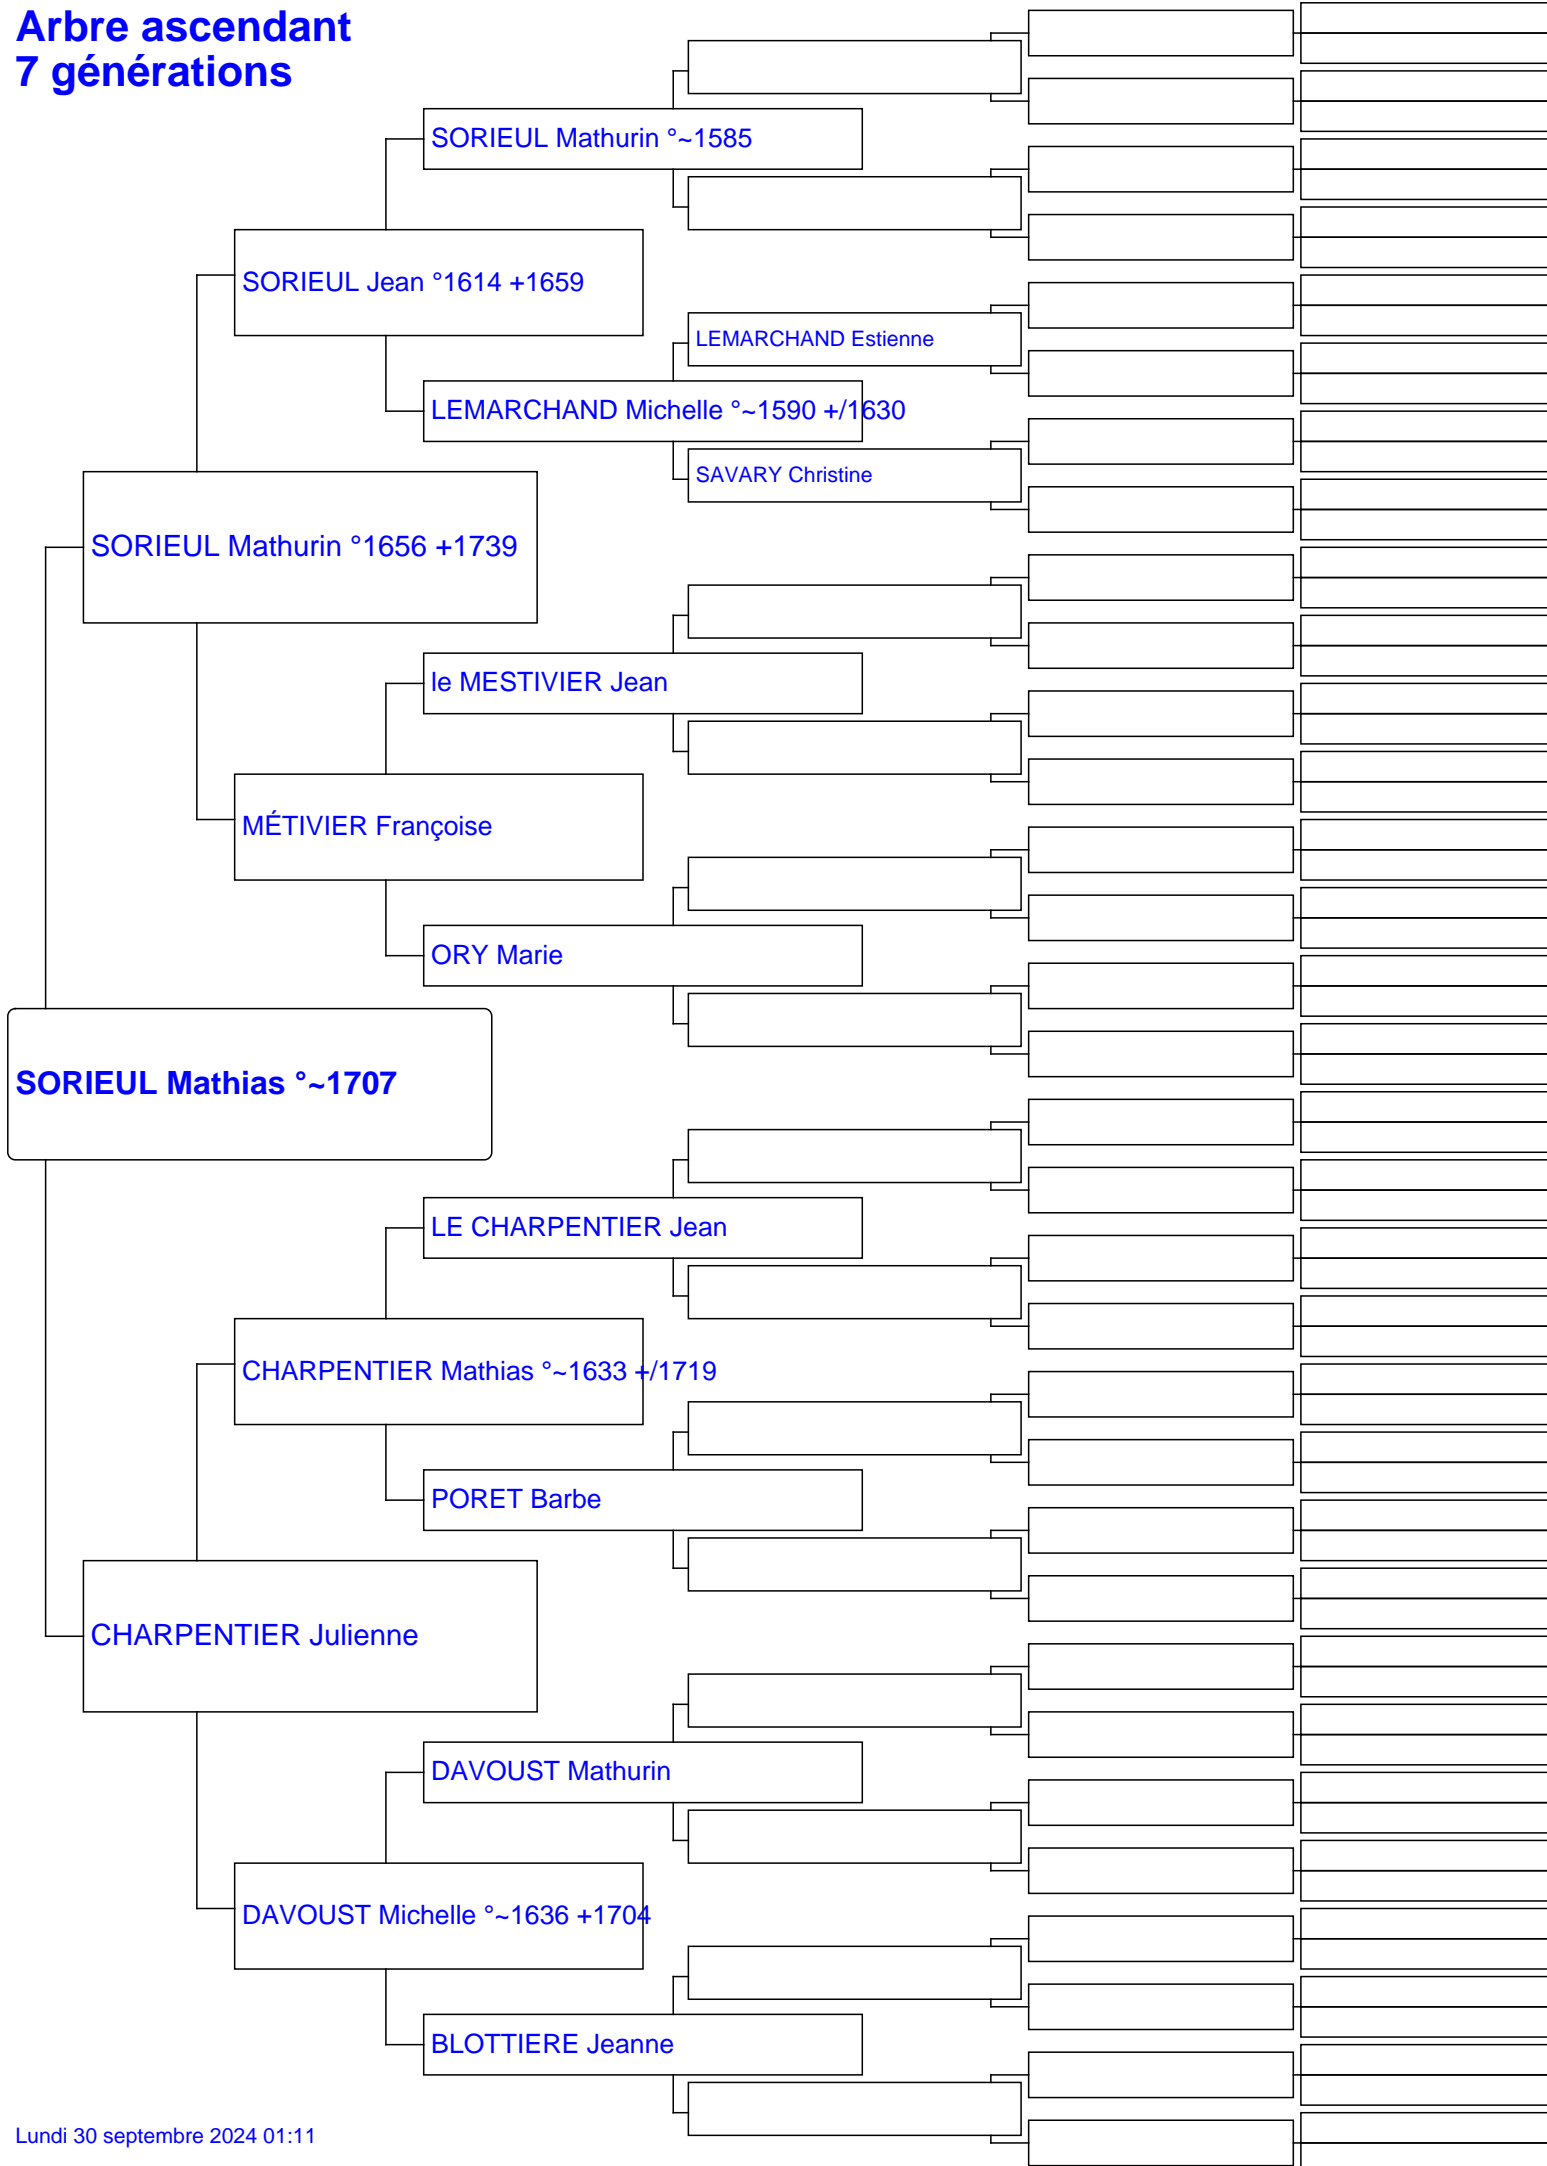 Arbre ascendant
7 générations
SORIEUL Mathurin °~1585
SORIEUL Jean °1614 +1659
LEMARCHAND Estienne
LEMARCHAND Michelle °~1590 +/1630
SAVARY Christine
SORIEUL Mathurin °1656 +1739
le MESTIVIER Jean
MÉTIVIER Françoise
ORY Marie
SORIEUL Mathias °~1707
LE CHARPENTIER Jean
CHARPENTIER Mathias °~1633 +/1719
PORET Barbe
CHARPENTIER Julienne
DAVOUST Mathurin
DAVOUST Michelle °~1636 +1704
BLOTTIERE Jeanne
Lundi 30 septembre 2024 01:11